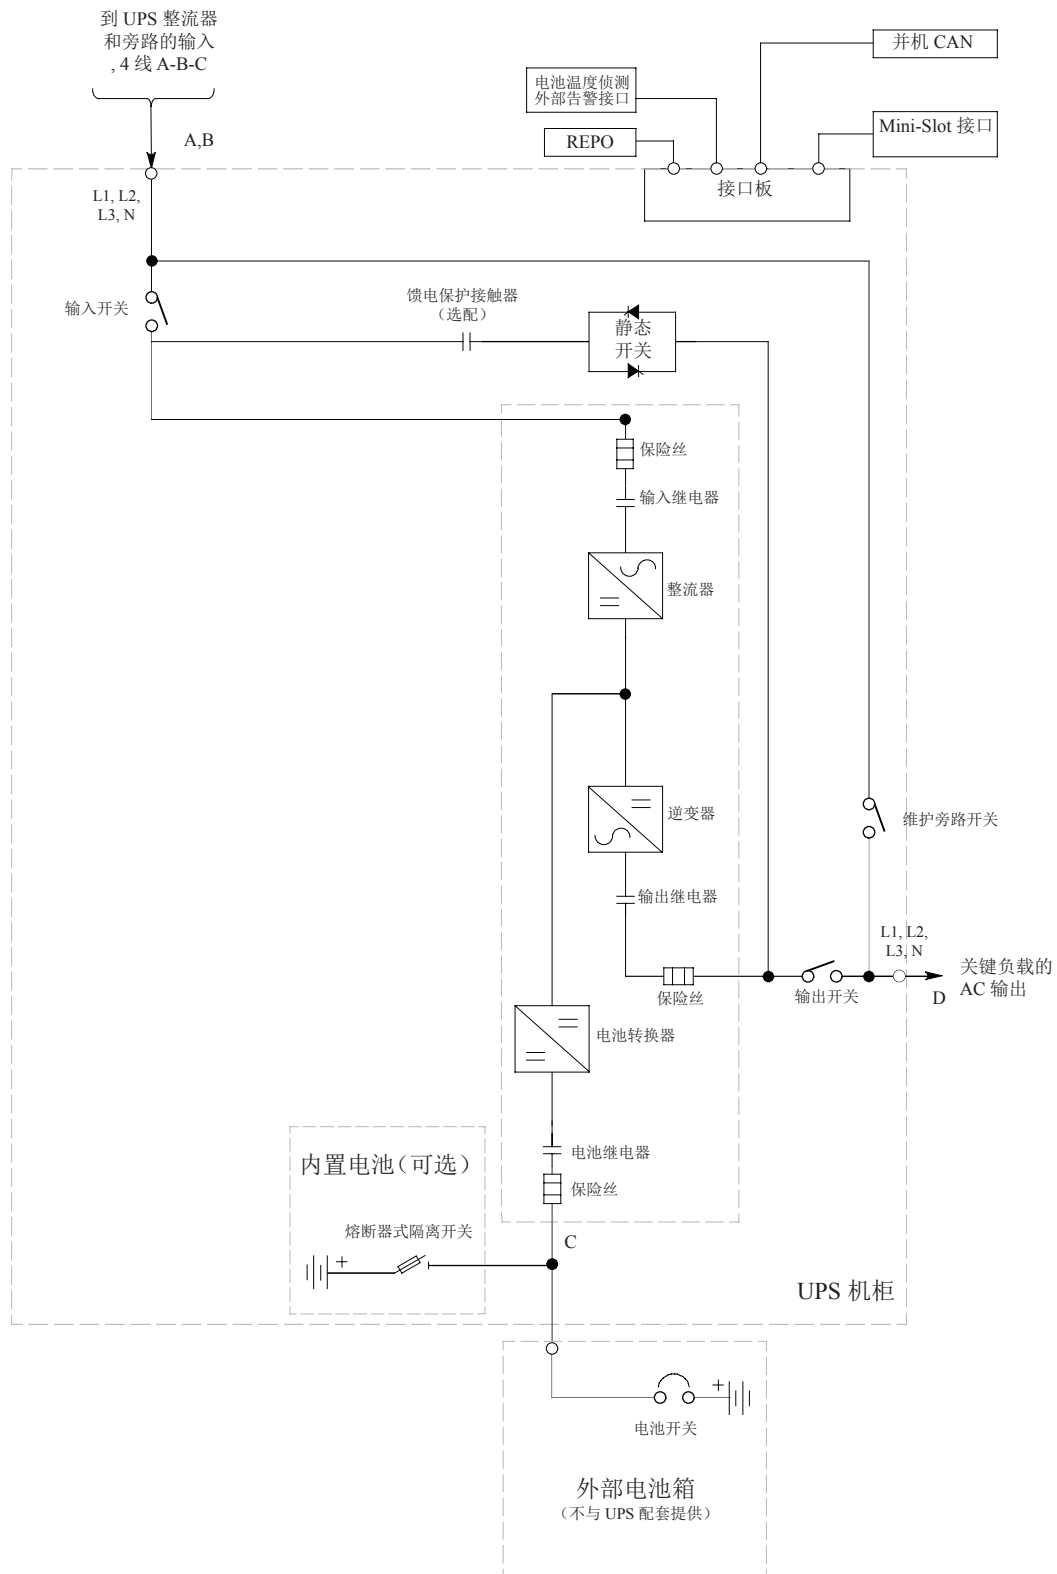 到 UPS 整流器
和旁路的输入
, 4 线 A-B-C
A,B
L1, L2,
L3, N
并机 CAN
电池温度侦测
外部告警接口
REPO
Mini-Slot 接口
接口板
输入开关
馈电保护接触器
（选配）
静态
开关
保险丝
输入继电器
整流器
逆变器
维护旁路开关
输出继电器
L1, L2,
L3, N
保险丝
输出开关
D
关键负载的
AC 输出
电池转换器
电池继电器
保险丝
内置电池（可选）
熔断器式隔离开关
+
C
UPS 机柜
+
电池开关
外部电池箱
（不与 UPS 配套提供）